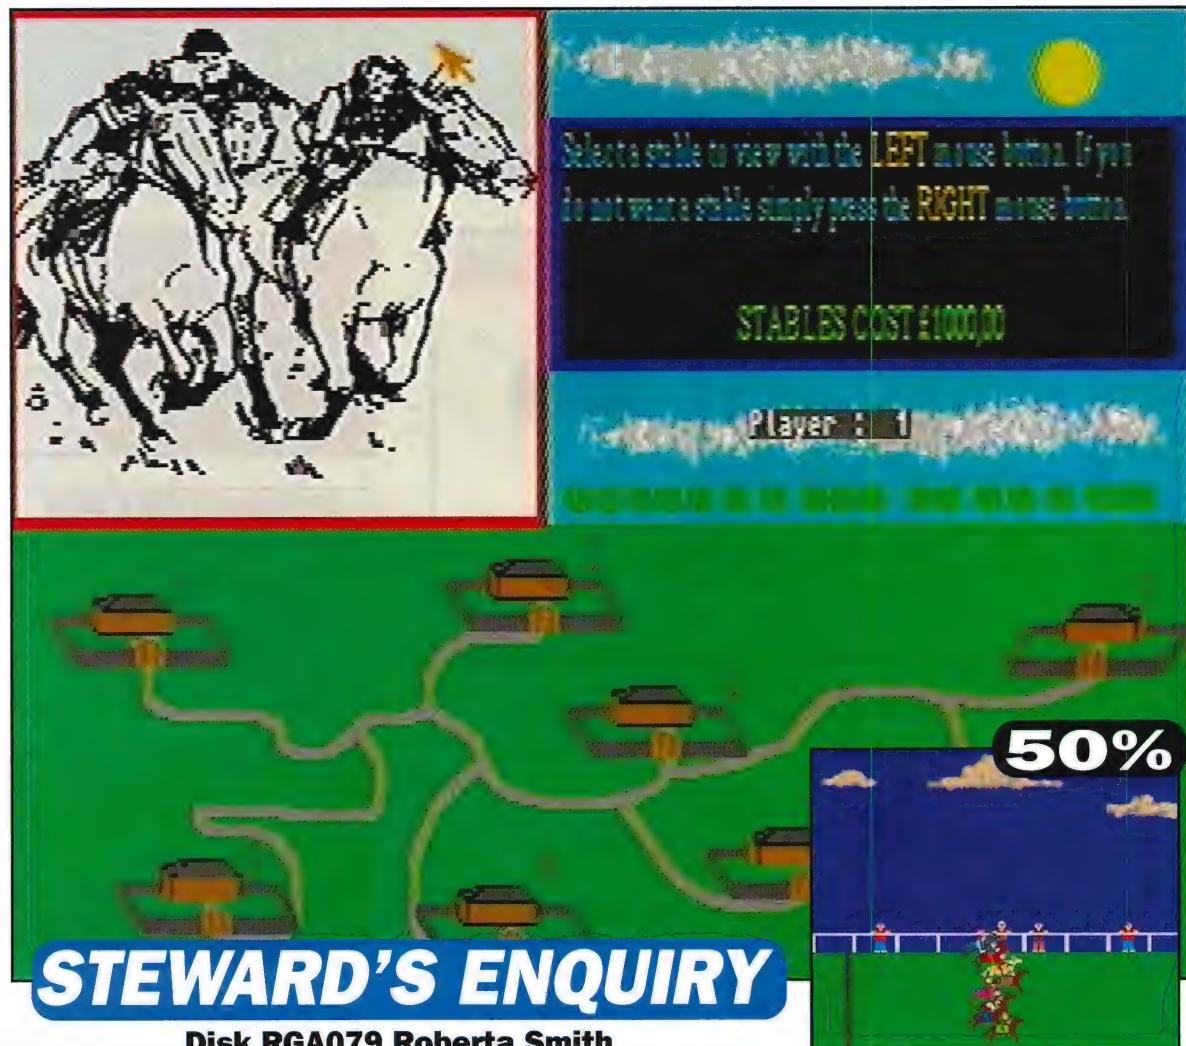 Select a stable to view with the LEFT mouse button. If you
do not want a stable simply press the RIGHT mouse button.
STABLES COST £1000,00
Player : 1
50%
STEWARD'S ENQUIRY
Disk RGA079 Roberta Smith